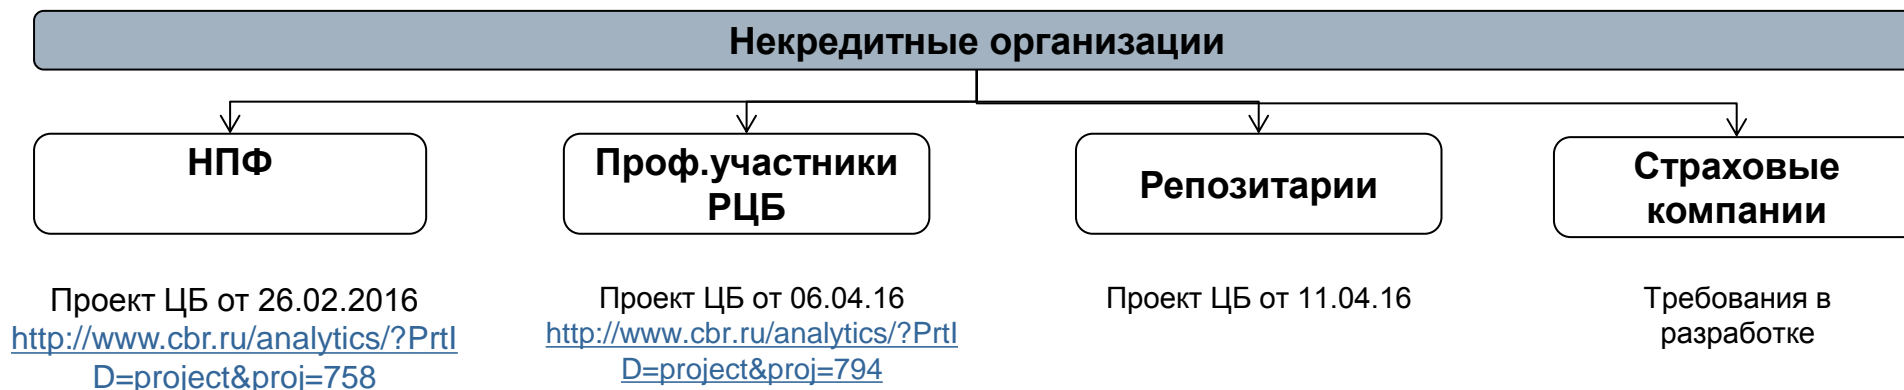 Некредитные организации
НПФ
Проф.участники
РЦБ
Репозитарии
Страховые
компании
Проект ЦБ от 26.02.2016
http://www.cbr.ru/analytics/?PrtI
D=project&proj=758
Проект ЦБ от 06.04.16
http://www.cbr.ru/analytics/?PrtI
D=project&proj=794
Проект ЦБ от 11.04.16
Требования в
разработке